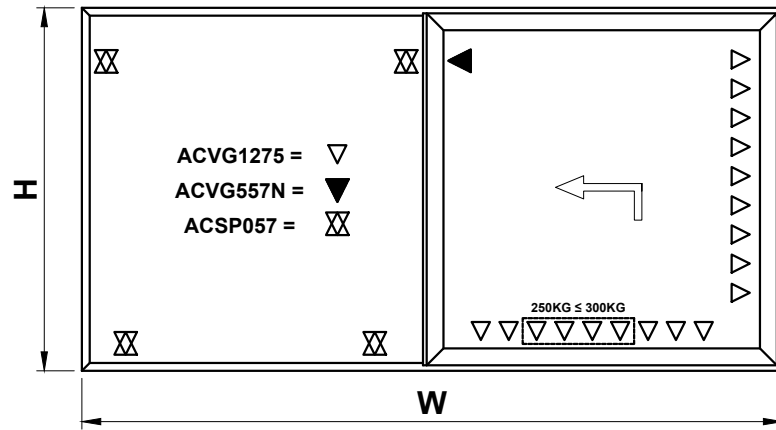 H
ACVG1275 =
ACVG557N =
ACSP057 =
250KG ≤ 300KG
W